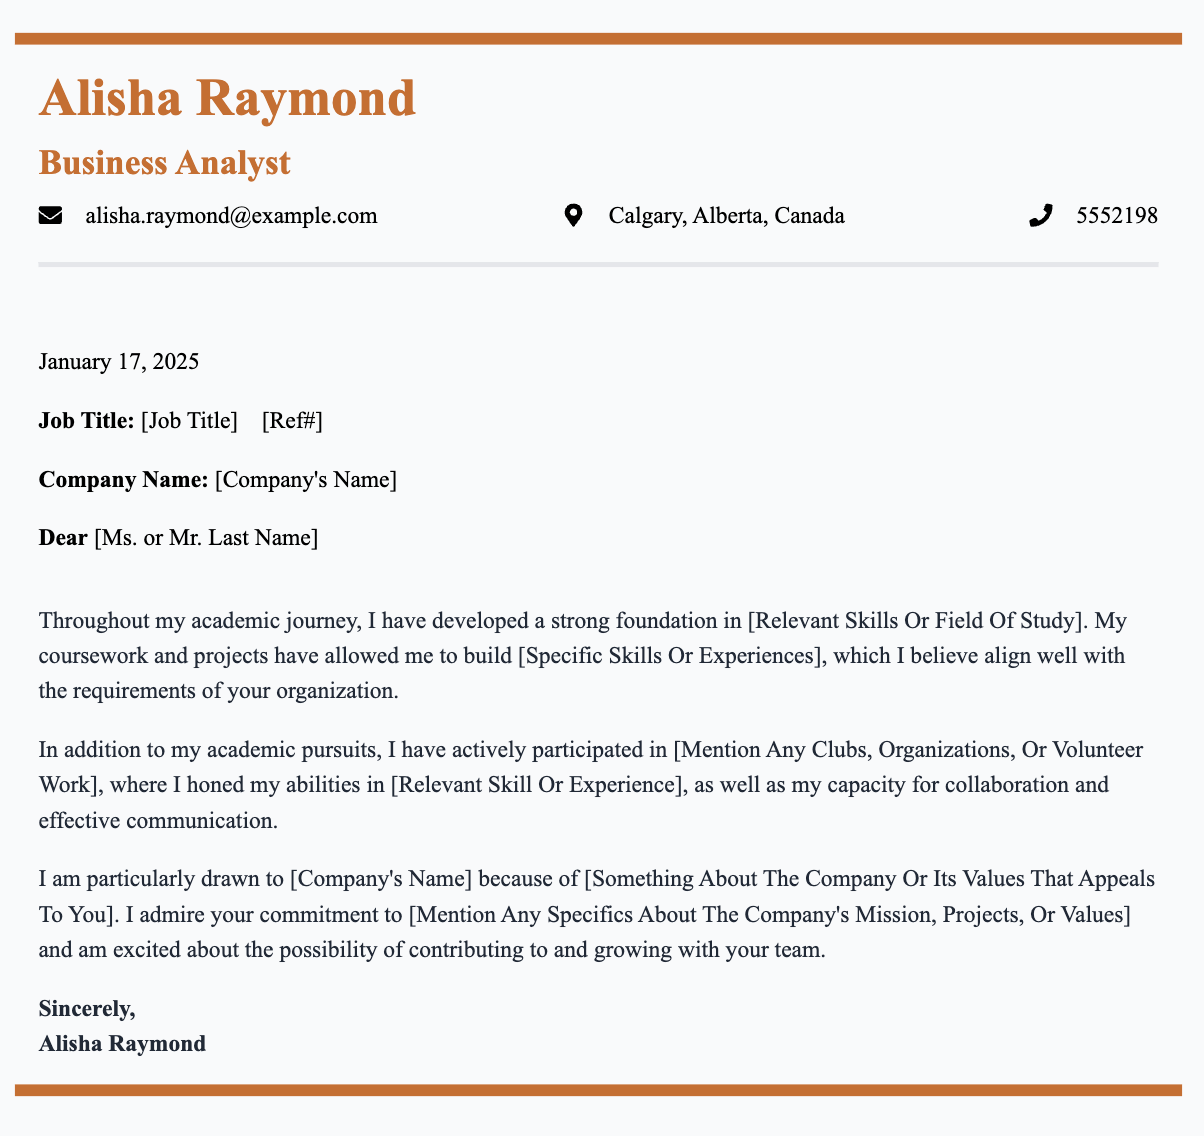 Alisha Raymond
Business Analyst
alisha.raymond@example.com Calgary, Alberta, Canada 5552198
January 17, 2025
Job Title: [Job Title] [Ref#]
Company Name: [Company's Name]
Dear [Ms. or Mr. Last Name]
Throughout my academic journey, I have developed a strong foundation in [Relevant Skills Or Field Of Study]. My
coursework and projects have allowed me to build [Specific Skills Or Experiences], which I believe align well with
the requirements of your organization.
In addition to my academic pursuits, I have actively participated in [Mention Any Clubs, Organizations, Or Volunteer
Work], where I honed my abilities in [Relevant Skill Or Experience], as well as my capacity for collaboration and
effective communication.
I am particularly drawn to [Company's Name] because of [Something About The Company Or Its Values That Appeals
To You]. I admire your commitment to [Mention Any Specifics About The Company's Mission, Projects, Or Values]
and am excited about the possibility of contributing to and growing with your team.
Sincerely,
Alisha Raymond